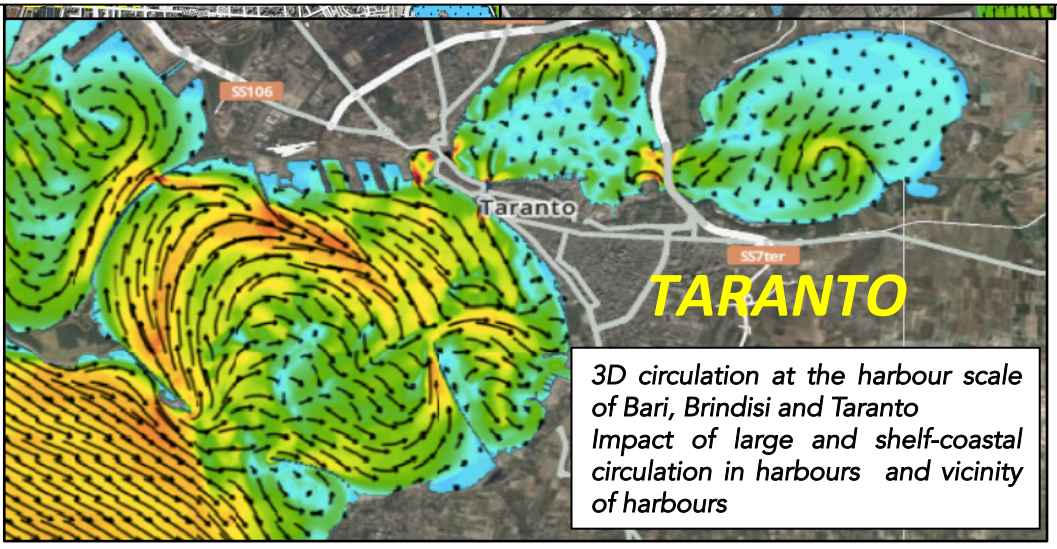 SS106
Taranto
SS7ter
TARANTO
3D circulation at the harbour scale
of Bari, Brindisi and Taranto
Impact of large and shelf-coastal
circulation in harbours and vicinity
of harbours